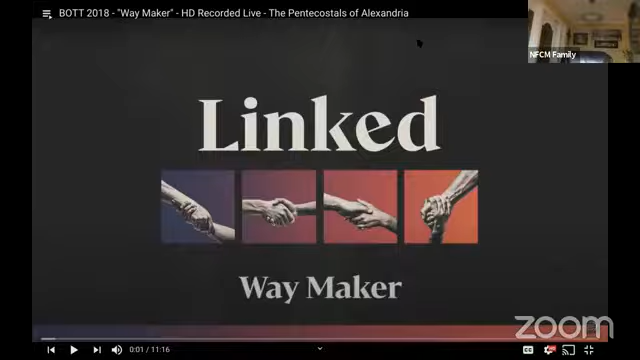 BOTT 2018 - "Way Maker" - HD Recorded Live - The Pentecostals of Alexandria
NFCM Family
Linked
Way Maker
zoom
0:01 / 11:16
CC